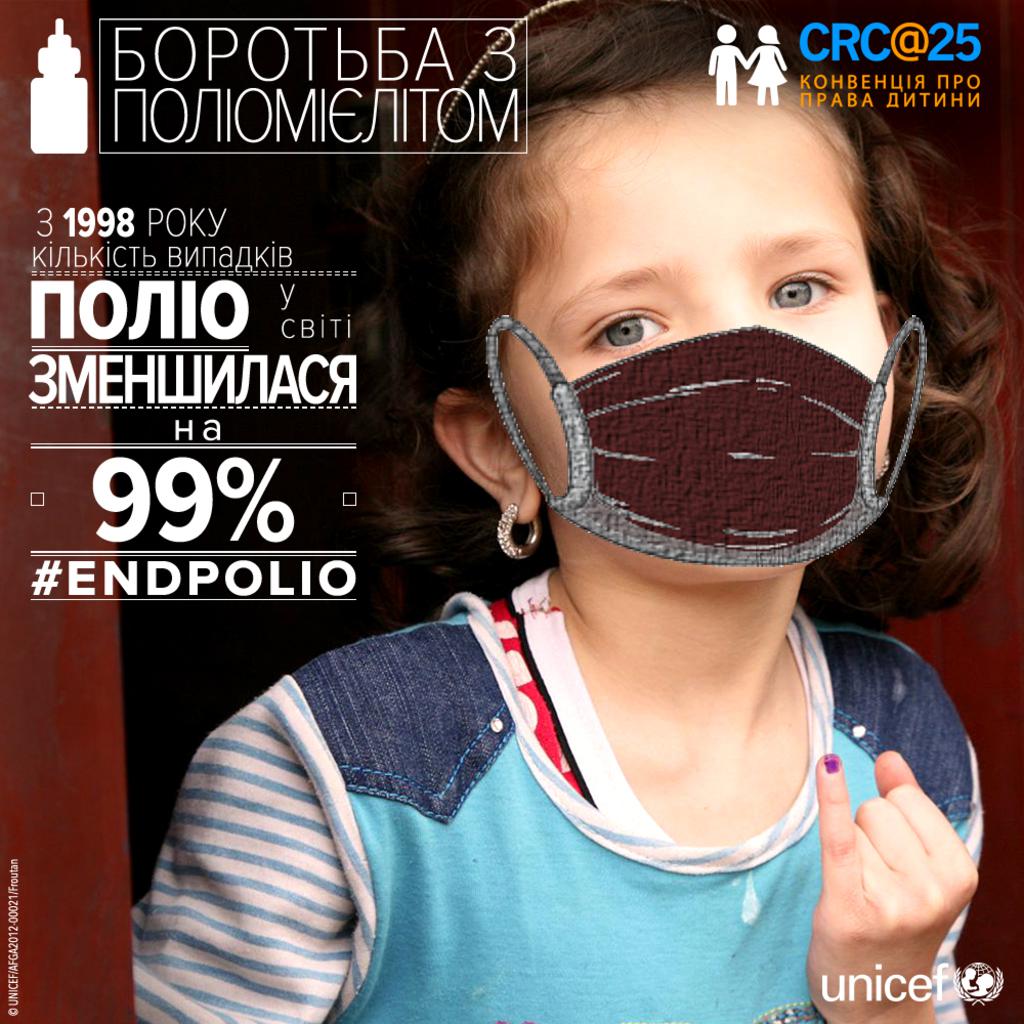 БОРОТЬБА З
ПОЛІОМІЄЛІТОМ
CRC@25
КОНВЕНЦІЯ ПРО
ПРАВА ДИТИНИ
З 1998 РОКУ
КІЛЬКІСТЬ ВИПАДКІВ
ПОЛІО У
СВІТІ
ЗМЕНШИЛАСЯ
на
99%
#ENDPOLIO
© UNICEF/AFGA2012-00021/Froutan
unicef